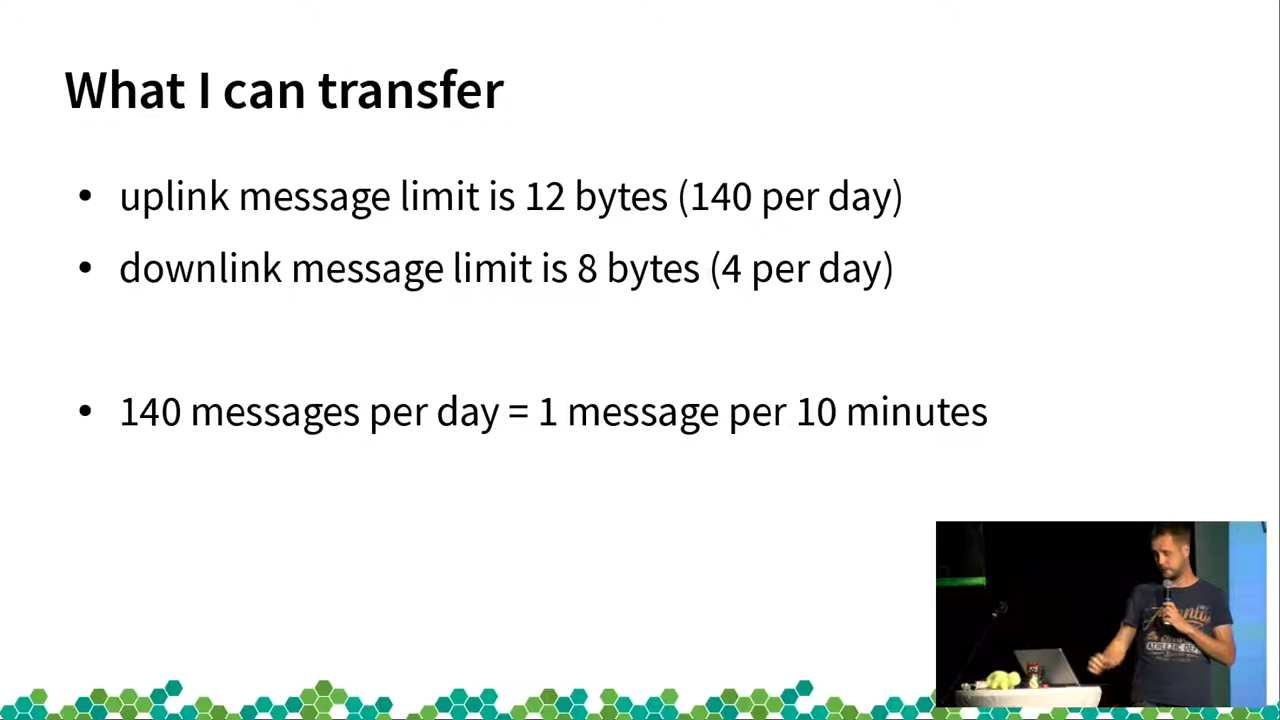 What I can transfer
• uplink message limit is 12 bytes (140 per day)
• downlink message limit is 8 bytes (4 per day)
• 140 messages per day = 1 message per 10 minutes